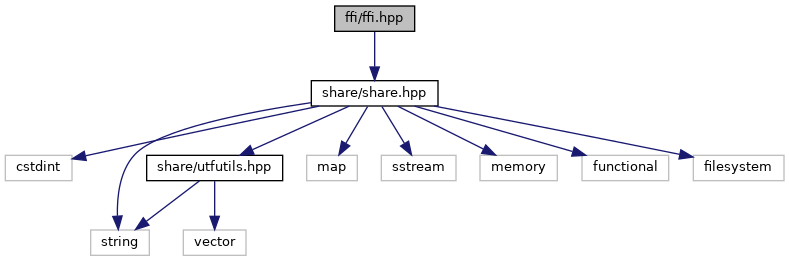 ffi/ffi.hpp
share/share.hpp
cstdint
share/utfutils.hpp
map
sstream
memory
functional
filesystem
string
vector